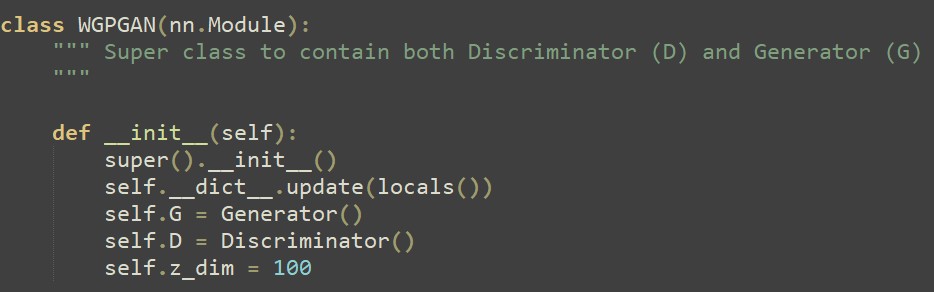 class WGPGAN(nn.Module):
    """ Super class to contain both Discriminator (D) and Generator (G)
    """
    def __init__(self):
        super().__init__()
        self.__dict__.update(locals())
        self.G = Generator()
        self.D = Discriminator()
        self.z_dim = 100